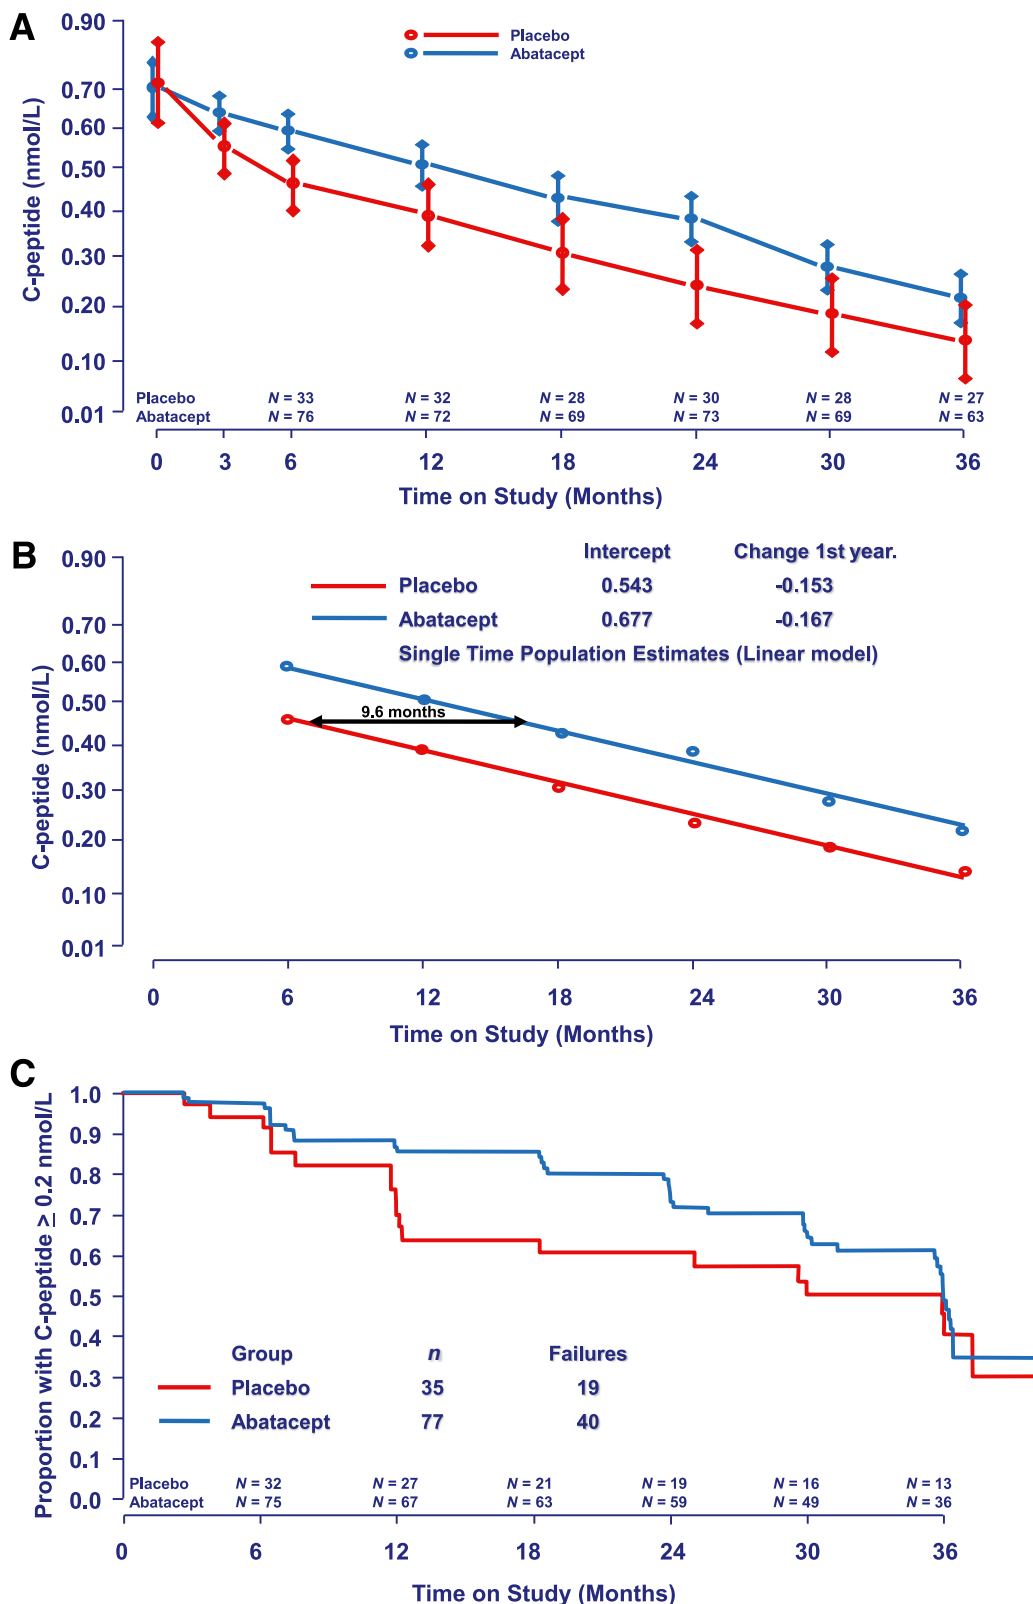 A
Placebo
Abatacept
C-peptide (nmol/L)
0.90
0.70
0.60
0.50
0.40
0.30
0.20
0.10
0.01
Placebo N = 33 N = 32 N = 28 N = 30 N = 28 N = 27
Abatacept N = 76 N = 72 N = 69 N = 73 N = 69 N = 63
0 3 6 12 18 24 30 36
Time on Study (Months)
B
C-peptide (nmol/L)
0.90
0.70
0.60
0.50
0.40
0.30
0.20
0.10
0.01
Intercept Change 1st year.
Placebo 0.543 -0.153
Abatacept 0.677 -0.167
Single Time Population Estimates (Linear model)
9.6 months
0 6 12 18 24 30 36
Time on Study (Months)
C
Proportion with C-peptide ≥ 0.2 nmol/L
1.0
0.9
0.8
0.7
0.6
0.5
0.4
0.3
0.2
0.1
0.0
Group n Failures
Placebo 35 19
Abatacept 77 40
Placebo N = 32 N = 27 N = 21 N = 19 N = 16 N = 13
Abatacept N = 75 N = 67 N = 63 N = 59 N = 49 N = 36
0 6 12 18 24 30 36
Time on Study (Months)